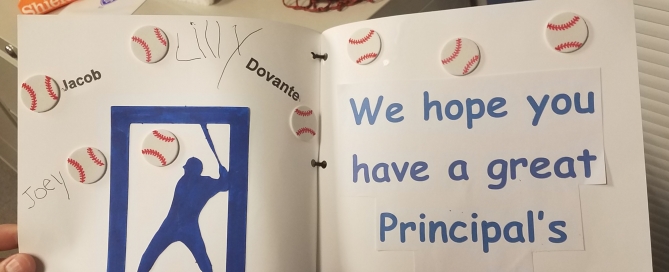 Lilly
Jacob
Dovante
Joey
We hope you
have a great
Principal's